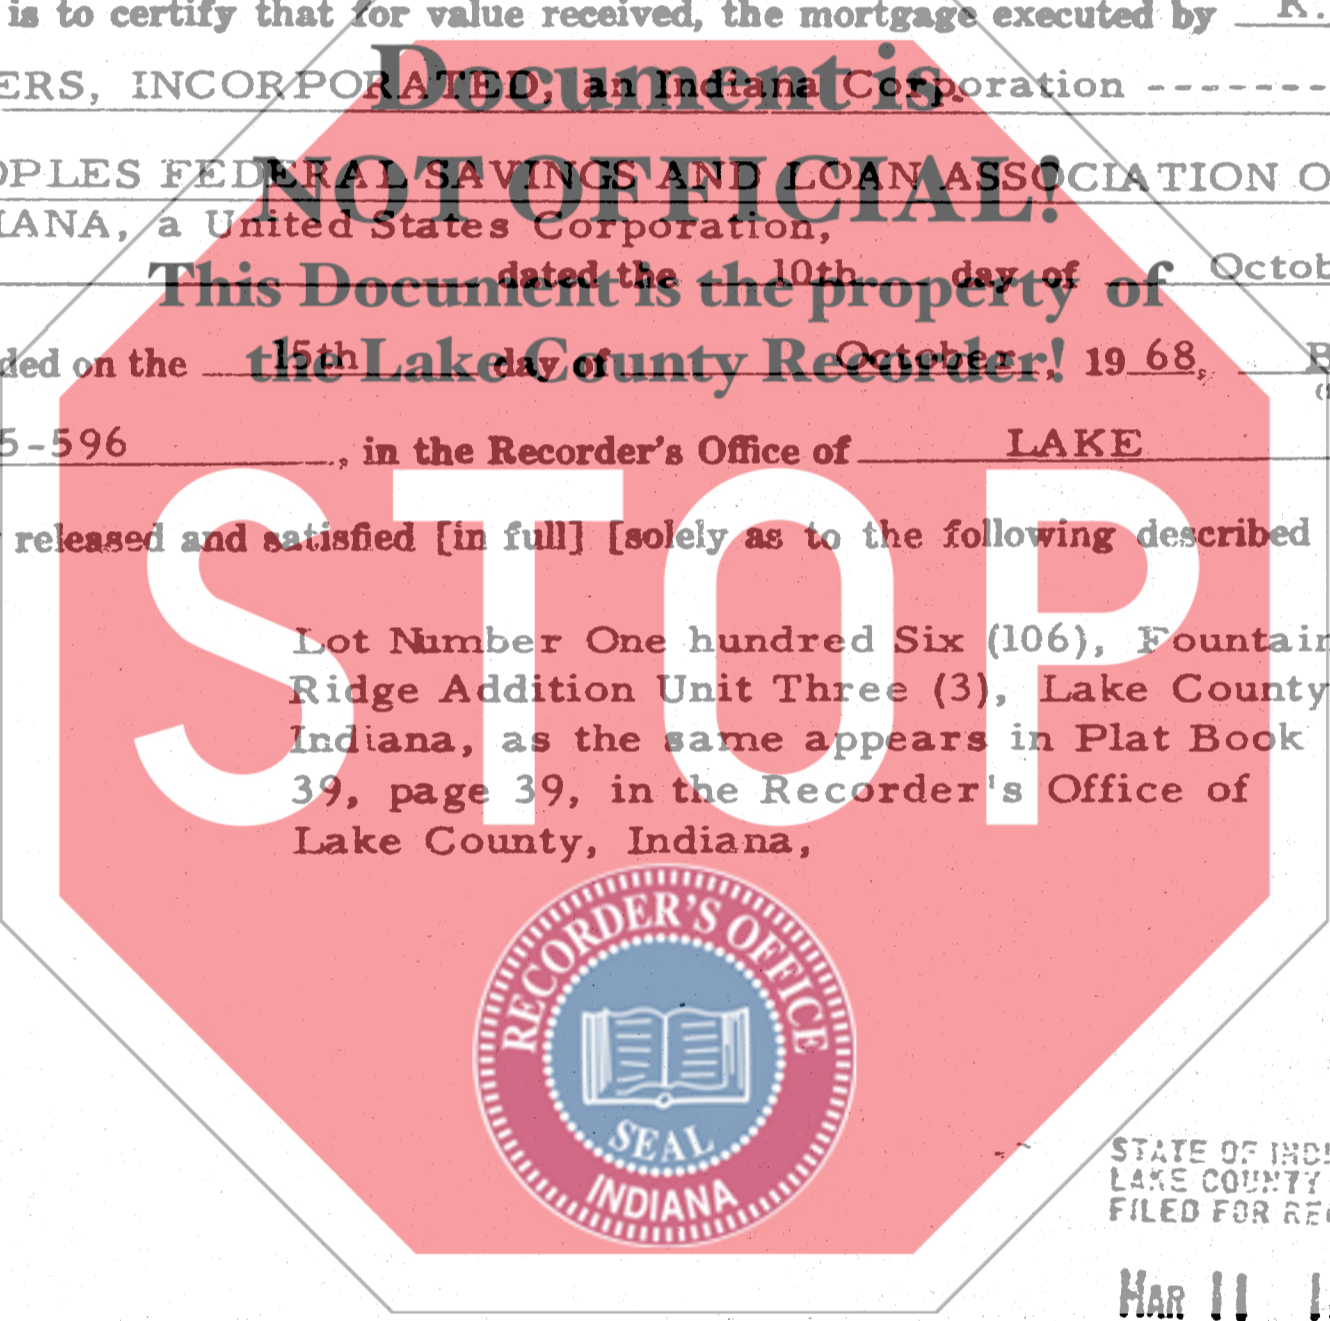 is to certify that for value received, the mortgage executed by K.
ERS, INCORPORATED, an Indiana Corporation -------
OPLES FEDERAL SAVINGS AND LOAN ASSOCIATION O
IANA, a United States Corporation,
dated the 10th day of Octob
ded on the 15th day of October, 19 68,
5-596, in the Recorder's Office of LAKE
released and satisfied [in full] [solely as to the following described
Lot Number One hundred Six (106), Fountain
Ridge Addition Unit Three (3), Lake County
Indiana, as the same appears in Plat Book
39, page 39, in the Recorder's Office of
Lake County, Indiana,
Document is
NOT OFFICIAL!
This Document is the property of
the Lake County Recorder!
STOP
RECORDER'S OFFICE
SEAL
INDIANA
STATE OF INDI
LAKE COUNTY
FILED FOR REC
MAR 11 1